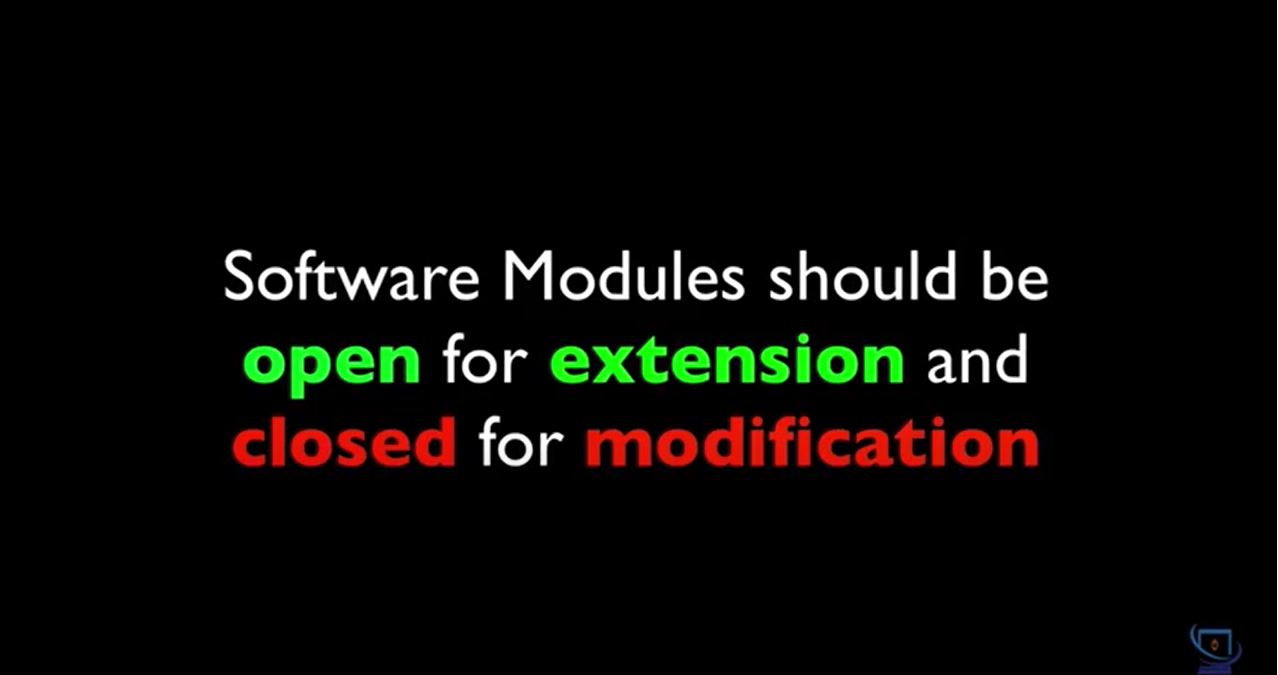 Software Modules should be
open for extension and
closed for modification